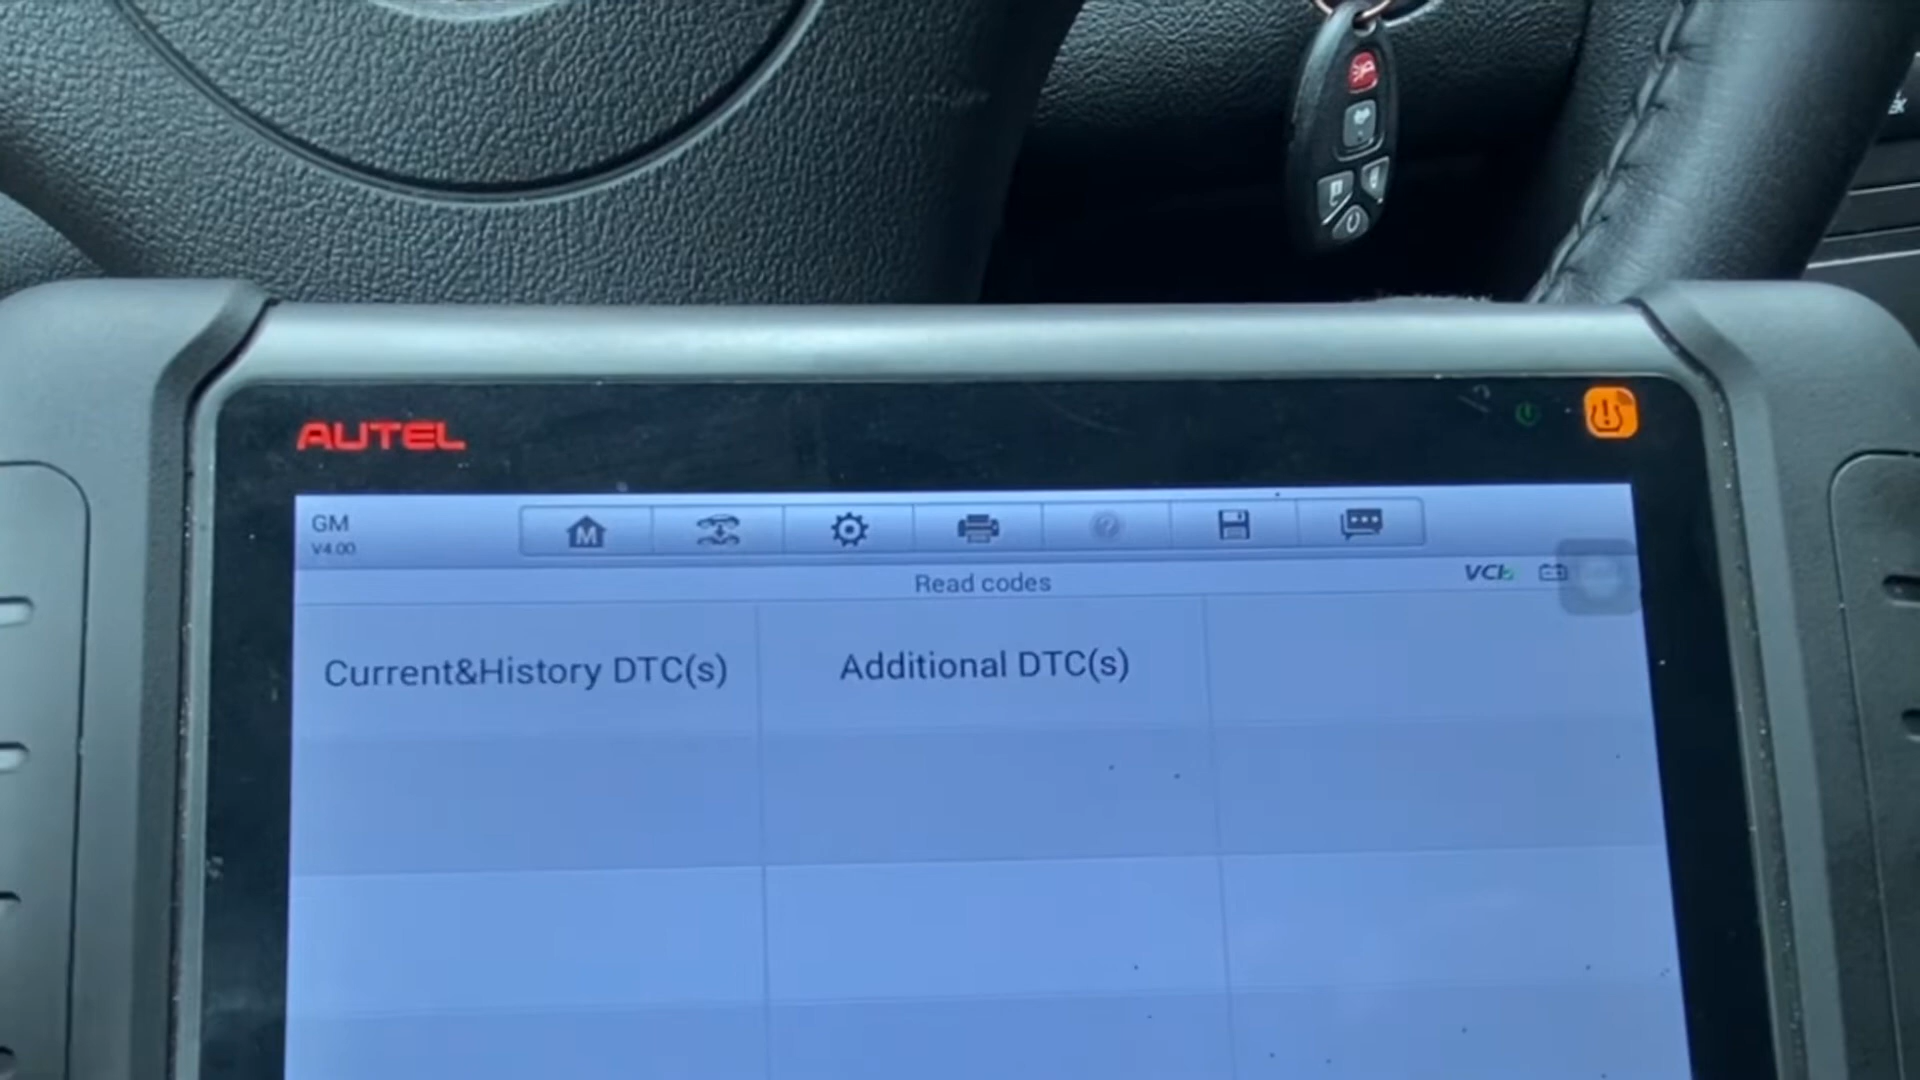 AUTEL
GM
V4.00
M
Read codes
VCI
Current&History DTC(s)
Additional DTC(s)